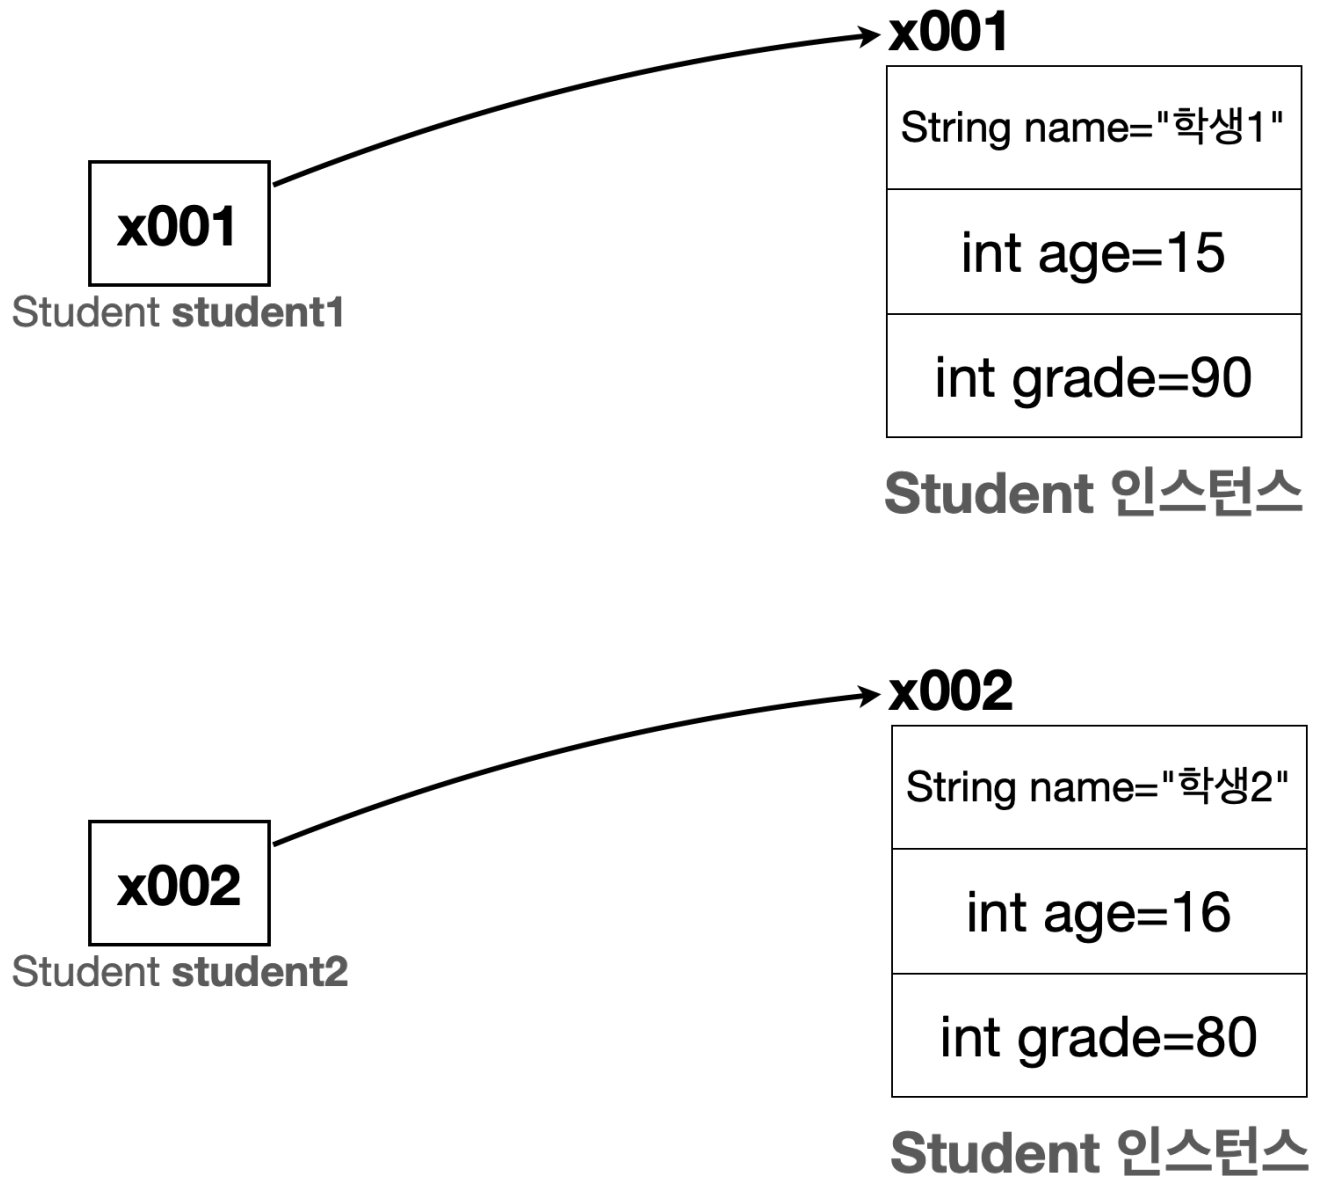 x001
String name="학생1"
x001
int age=15
Student student1
int grade=90
Student 인스턴스
x002
String name="학생2"
x002
int age=16
Student student2
int grade=80
Student 인스턴스